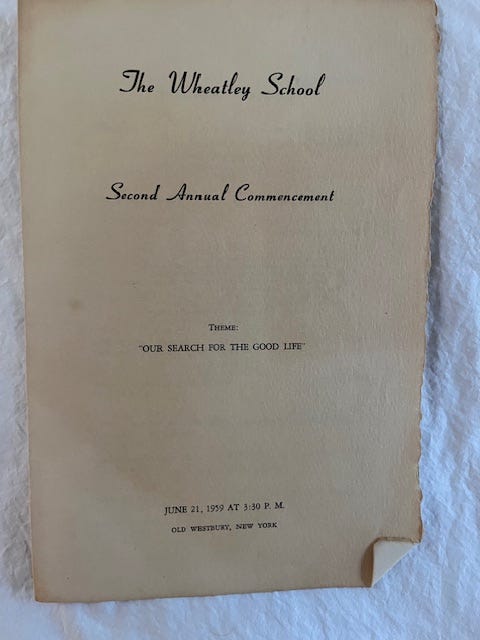 The Wheatley School
Second Annual Commencement
THEME:
"OUR SEARCH FOR THE GOOD LIFE"
JUNE 21, 1959 AT 3:30 P. M.
OLD WESTBURY, NEW YORK